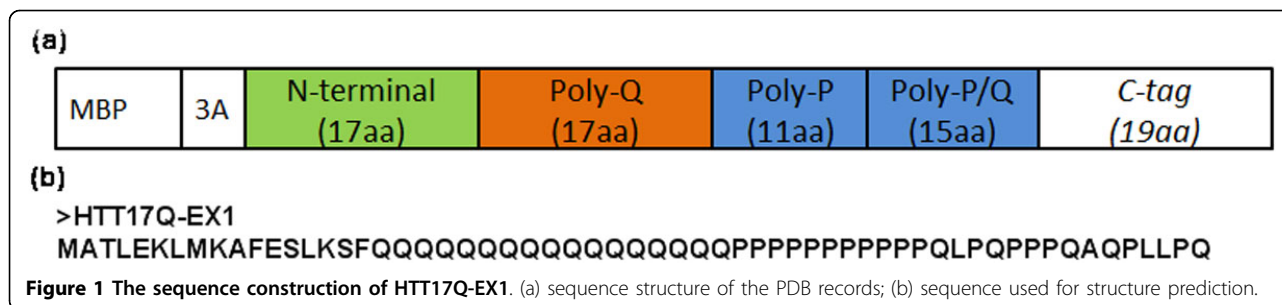 (a)
MBP 3A N-terminal (17aa) Poly-Q (17aa) Poly-P (11aa) Poly-P/Q (15aa) C-tag (19aa)
(b)
>HTT17Q-EX1
MATLEKLMKAFESLKSFQQQQQQQQQQQQQQQQQPPPPPPPPPPPQLPQPPPQAQPLLPQ
Figure 1 The sequence construction of HTT17Q-EX1. (a) sequence structure of the PDB records; (b) sequence used for structure prediction.